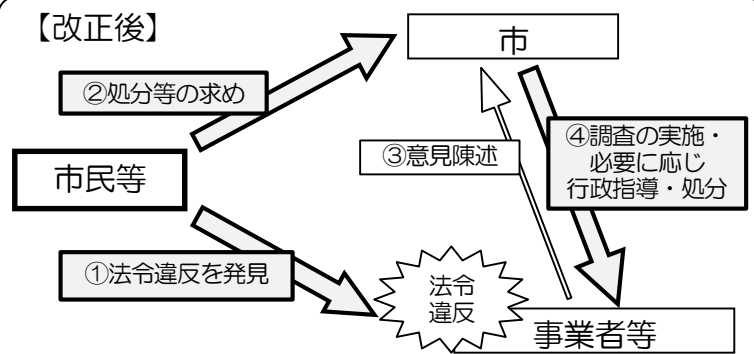 【改正後】
市
②処分等の求め
③意見陳述
④調査の実施・
必要に応じ
行政指導・処分
市民等
①法令違反を発見
法令
違反
事業者等